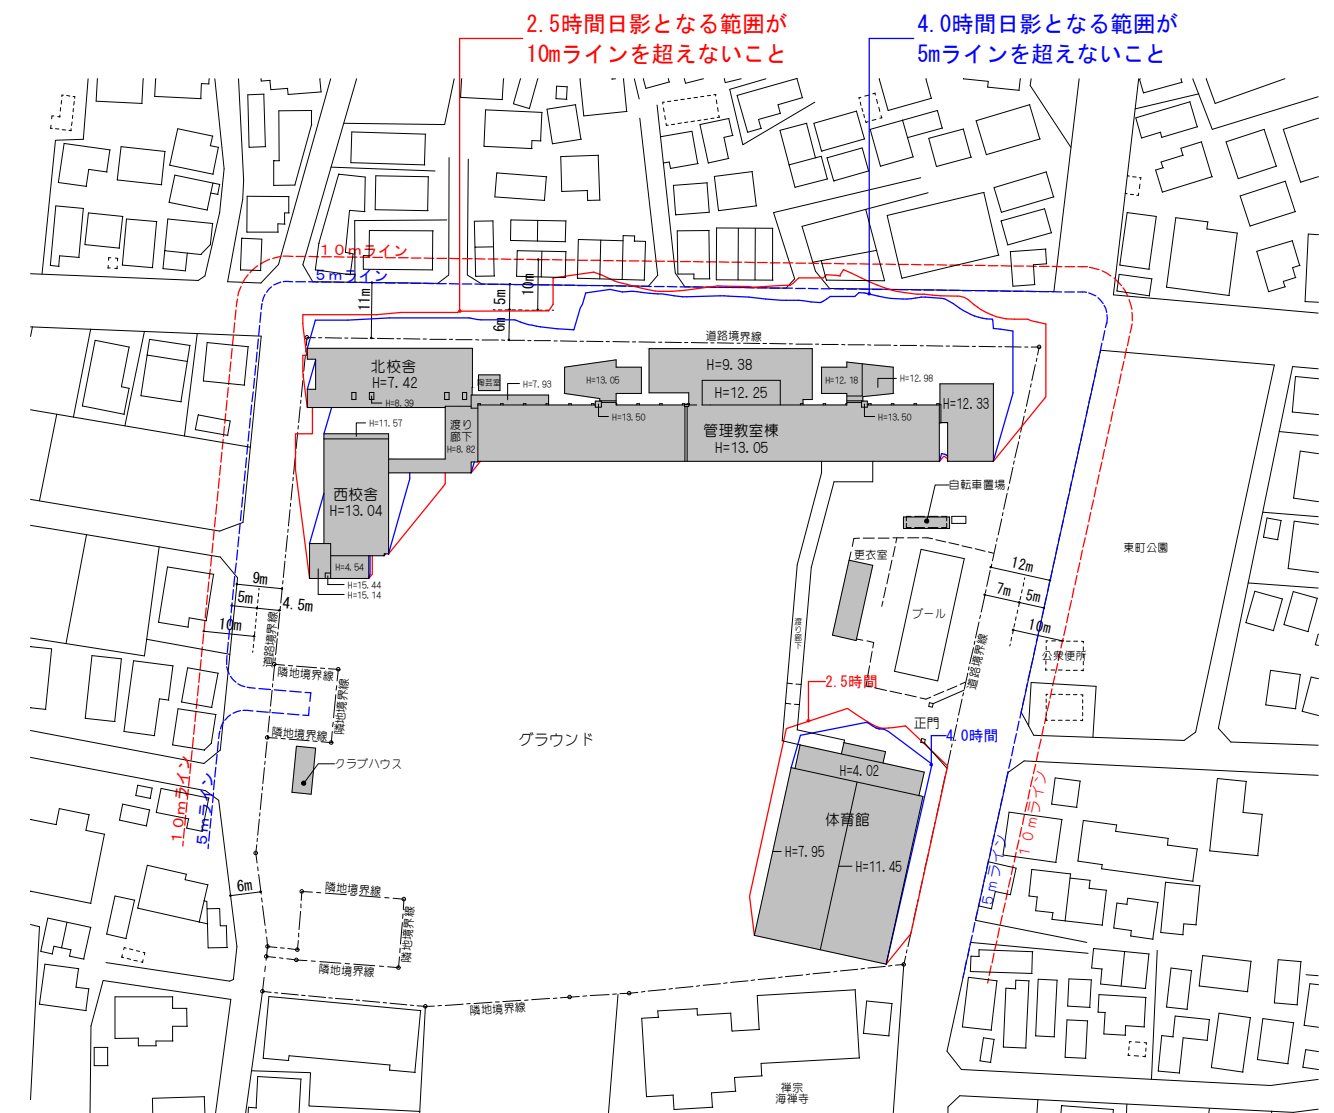 2.5時間日影となる範囲が
10mラインを超えないこと
4.0時間日影となる範囲が
5mラインを超えないこと
10mライン
5mライン
11m
5m
6m
10m
道路境界線
北校舎
H=7.42
H=8.39
陶芸室
H=7.93
H=13.05
H=9.38
H=12.25
H=12.18
H=12.98
H=12.33
H=11.57
渡り
廊下
H=8.82
H=13.50
管理教室棟
H=13.05
H=13.50
西校舎
H=13.04
H=4.54
H=15.44
H=15.14
自転車置場
更衣室
プール
東町公園
12m
7m
5m
10m
公衆便所
道路境界線
9m
5m
4.5m
10m
道路境界線
隣地境界線
隣地境界線
隣地境界線
渡り廊下
2.5時間
正門
4.0時間
グラウンド
クラブハウス
H=4.02
体育館
H=7.95
H=11.45
10mライン
5mライン
10mライン
5mライン
6m
隣地境界線
隣地境界線
隣地境界線
隣地境界線
禅宗
海禅寺